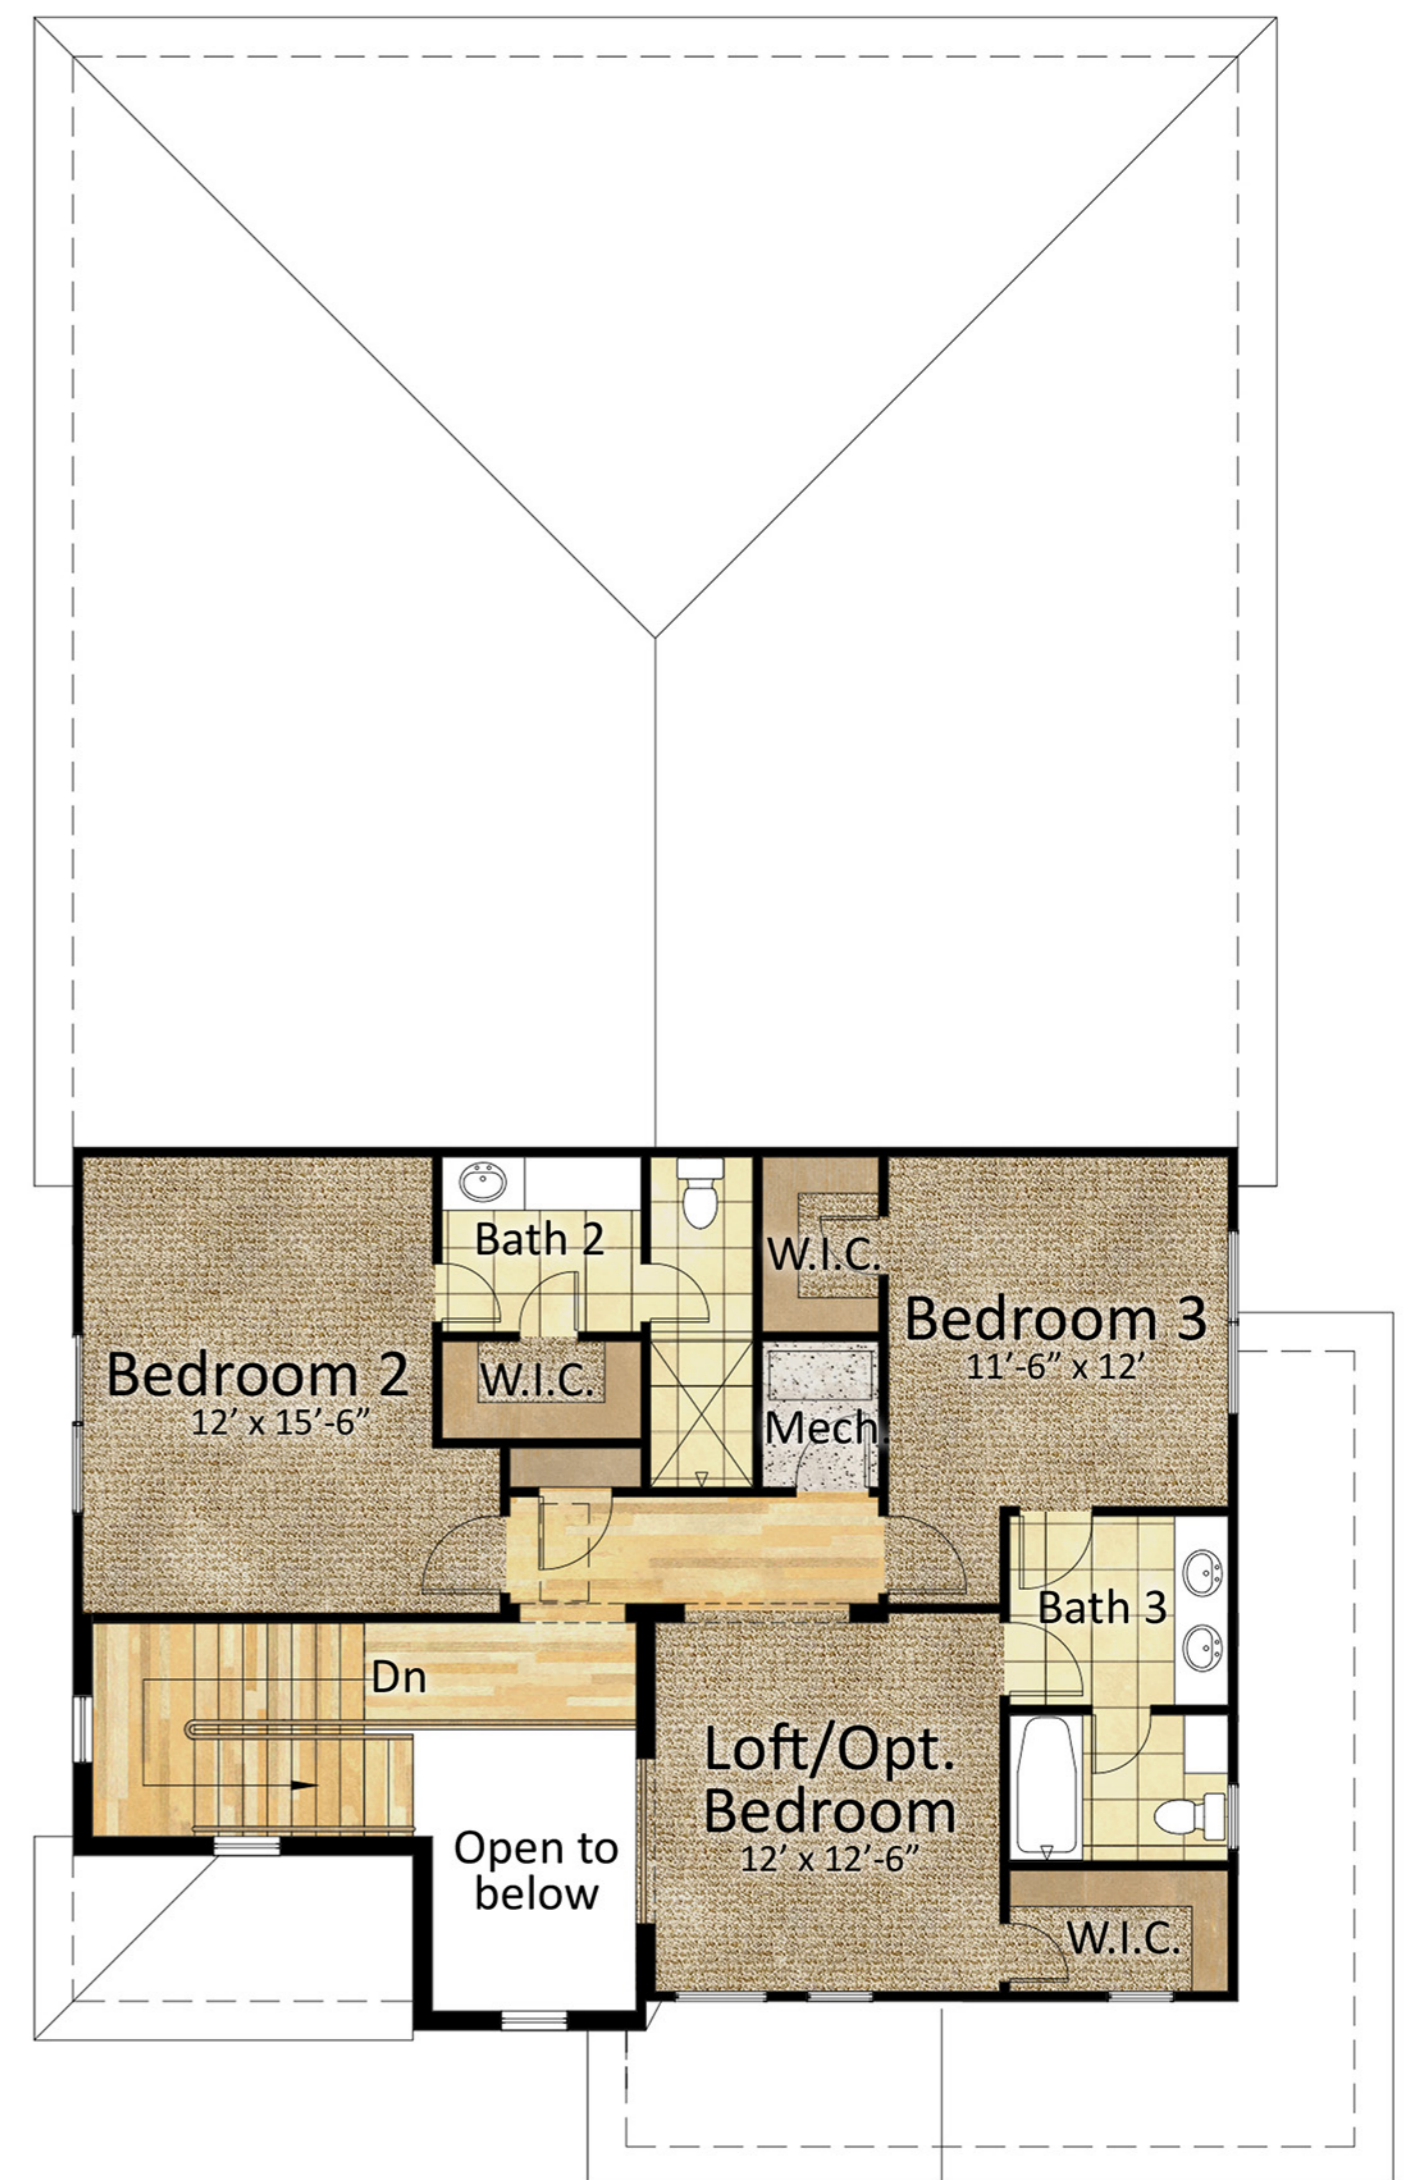 Bath 2
W.I.C.
Bedroom 3
11’-6” x 12’
Bedroom 2
12’ x 15’-6”
W.I.C.
Mech.
Bath 3
Dn
Loft/Opt.
Bedroom
12’ x 12’-6”
Open to
below
W.I.C.